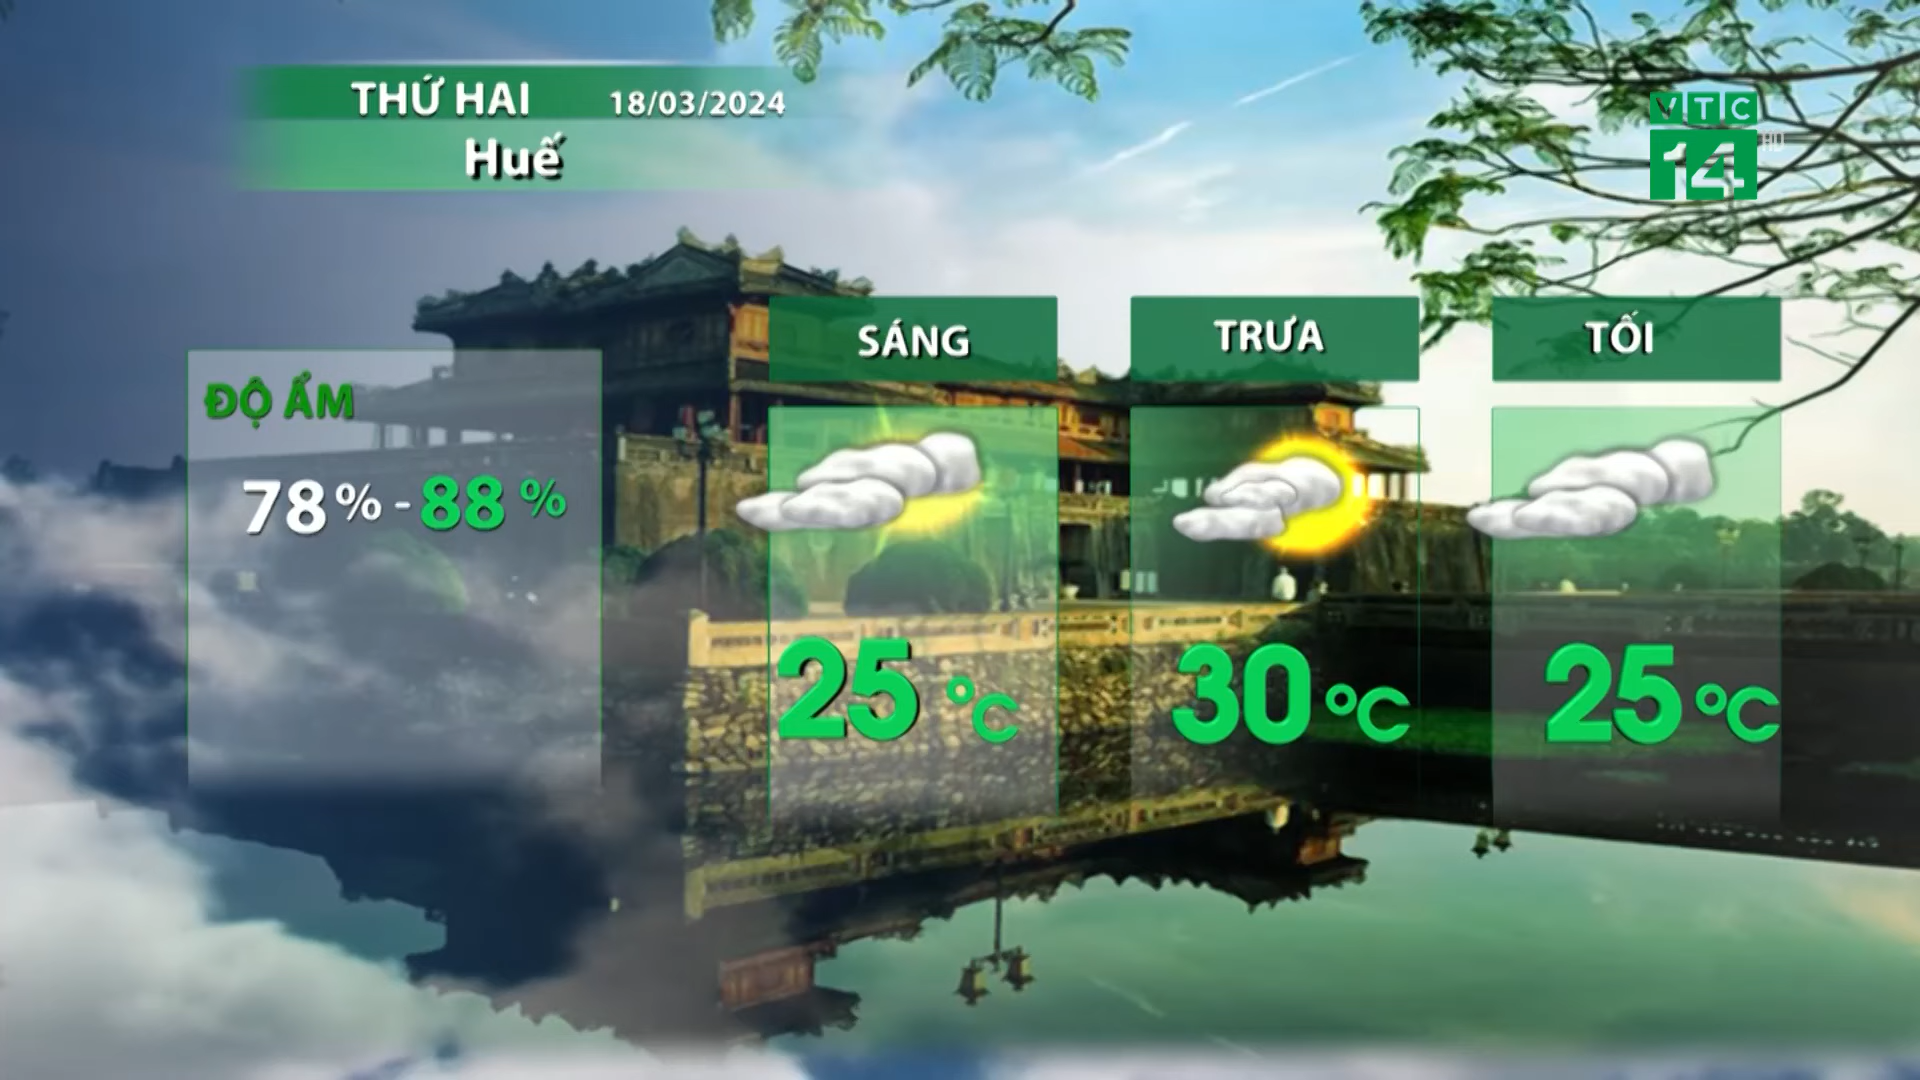 THỨ HAI 18/03/2024
Huế
VTC
14 HD
SÁNG TRƯA TỐI
ĐỘ ẨM
78% - 88%
25°C 30°C 25°C